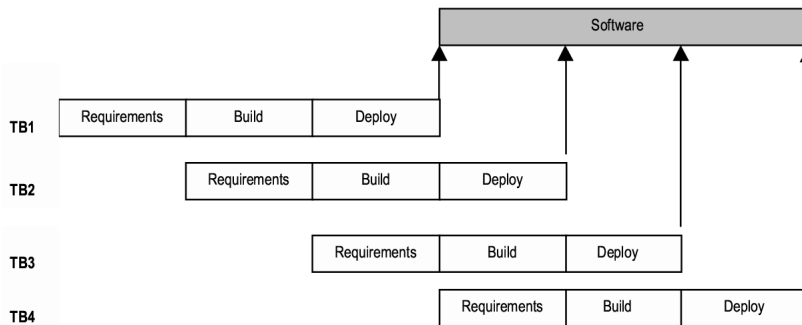 Software
TB1 Requirements Build Deploy
TB2 Requirements Build Deploy
TB3 Requirements Build Deploy
TB4 Requirements Build Deploy